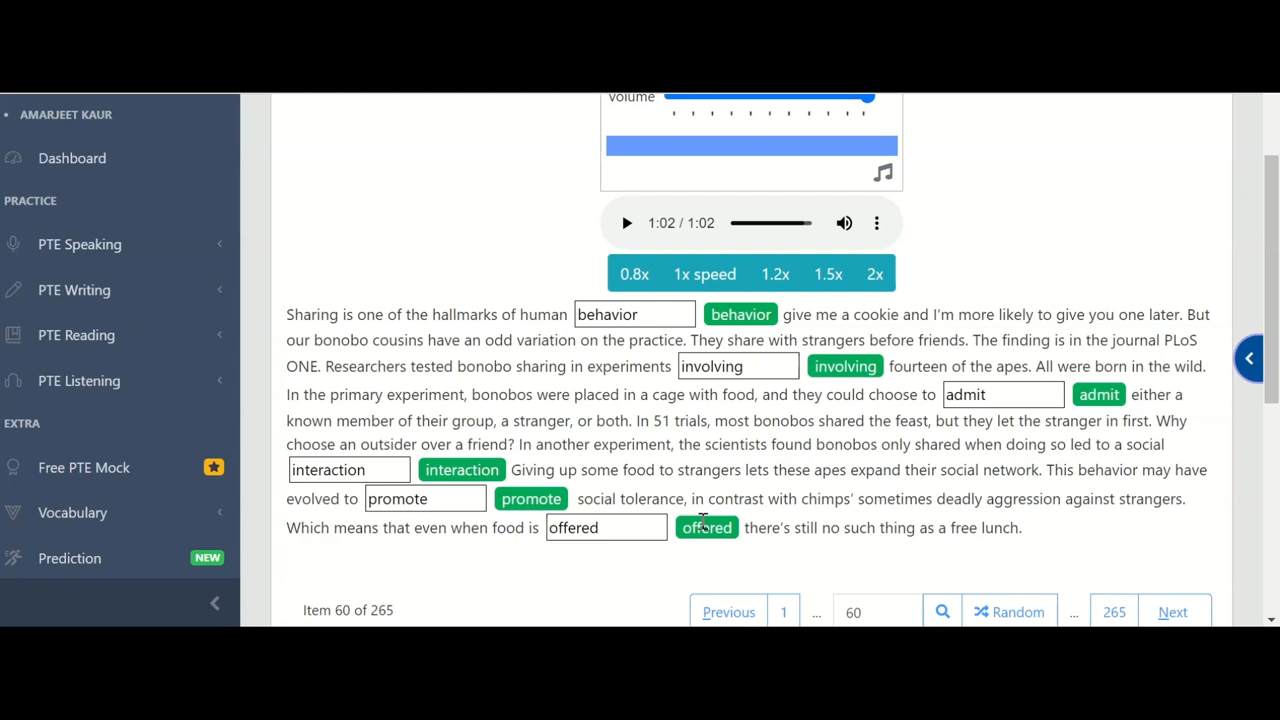 volume
• AMARJEET KAUR
Dashboard
PRACTICE
PTE Speaking
PTE Writing
PTE Reading
PTE Listening
EXTRA
Free PTE Mock
Vocabulary
Prediction NEW
1:02 / 1:02
0.8x 1x speed 1.2x 1.5x 2x
Sharing is one of the hallmarks of human behavior behavior give me a cookie and I’m more likely to give you one later. But
our bonobo cousins have an odd variation on the practice. They share with strangers before friends. The finding is in the journal PLoS
ONE. Researchers tested bonobo sharing in experiments involving involving fourteen of the apes. All were born in the wild.
In the primary experiment, bonobos were placed in a cage with food, and they could choose to admit admit either a
known member of their group, a stranger, or both. In 51 trials, most bonobos shared the feast, but they let the stranger in first. Why
choose an outsider over a friend? In another experiment, the scientists found bonobos only shared when doing so led to a social
interaction interaction Giving up some food to strangers lets these apes expand their social network. This behavior may have
evolved to promote promote social tolerance, in contrast with chimps’ sometimes deadly aggression against strangers.
Which means that even when food is offered offered there’s still no such thing as a free lunch.
Item 60 of 265
Previous 1 ... 60 Random ... 265 Next